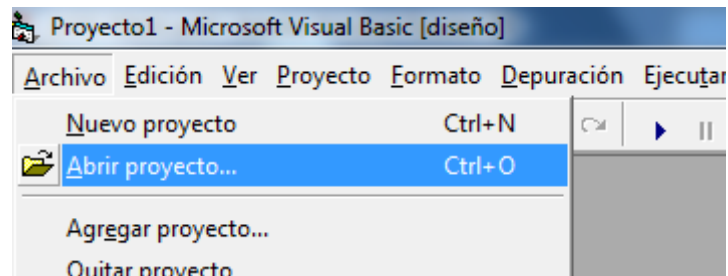 Proyecto1 - Microsoft Visual Basic [diseño]
Archivo Edición Ver Proyecto Formato Depuración Ejecutar
Nuevo proyecto Ctrl+N
Abrir proyecto... Ctrl+O
Agregar proyecto...
Quitar proyecto